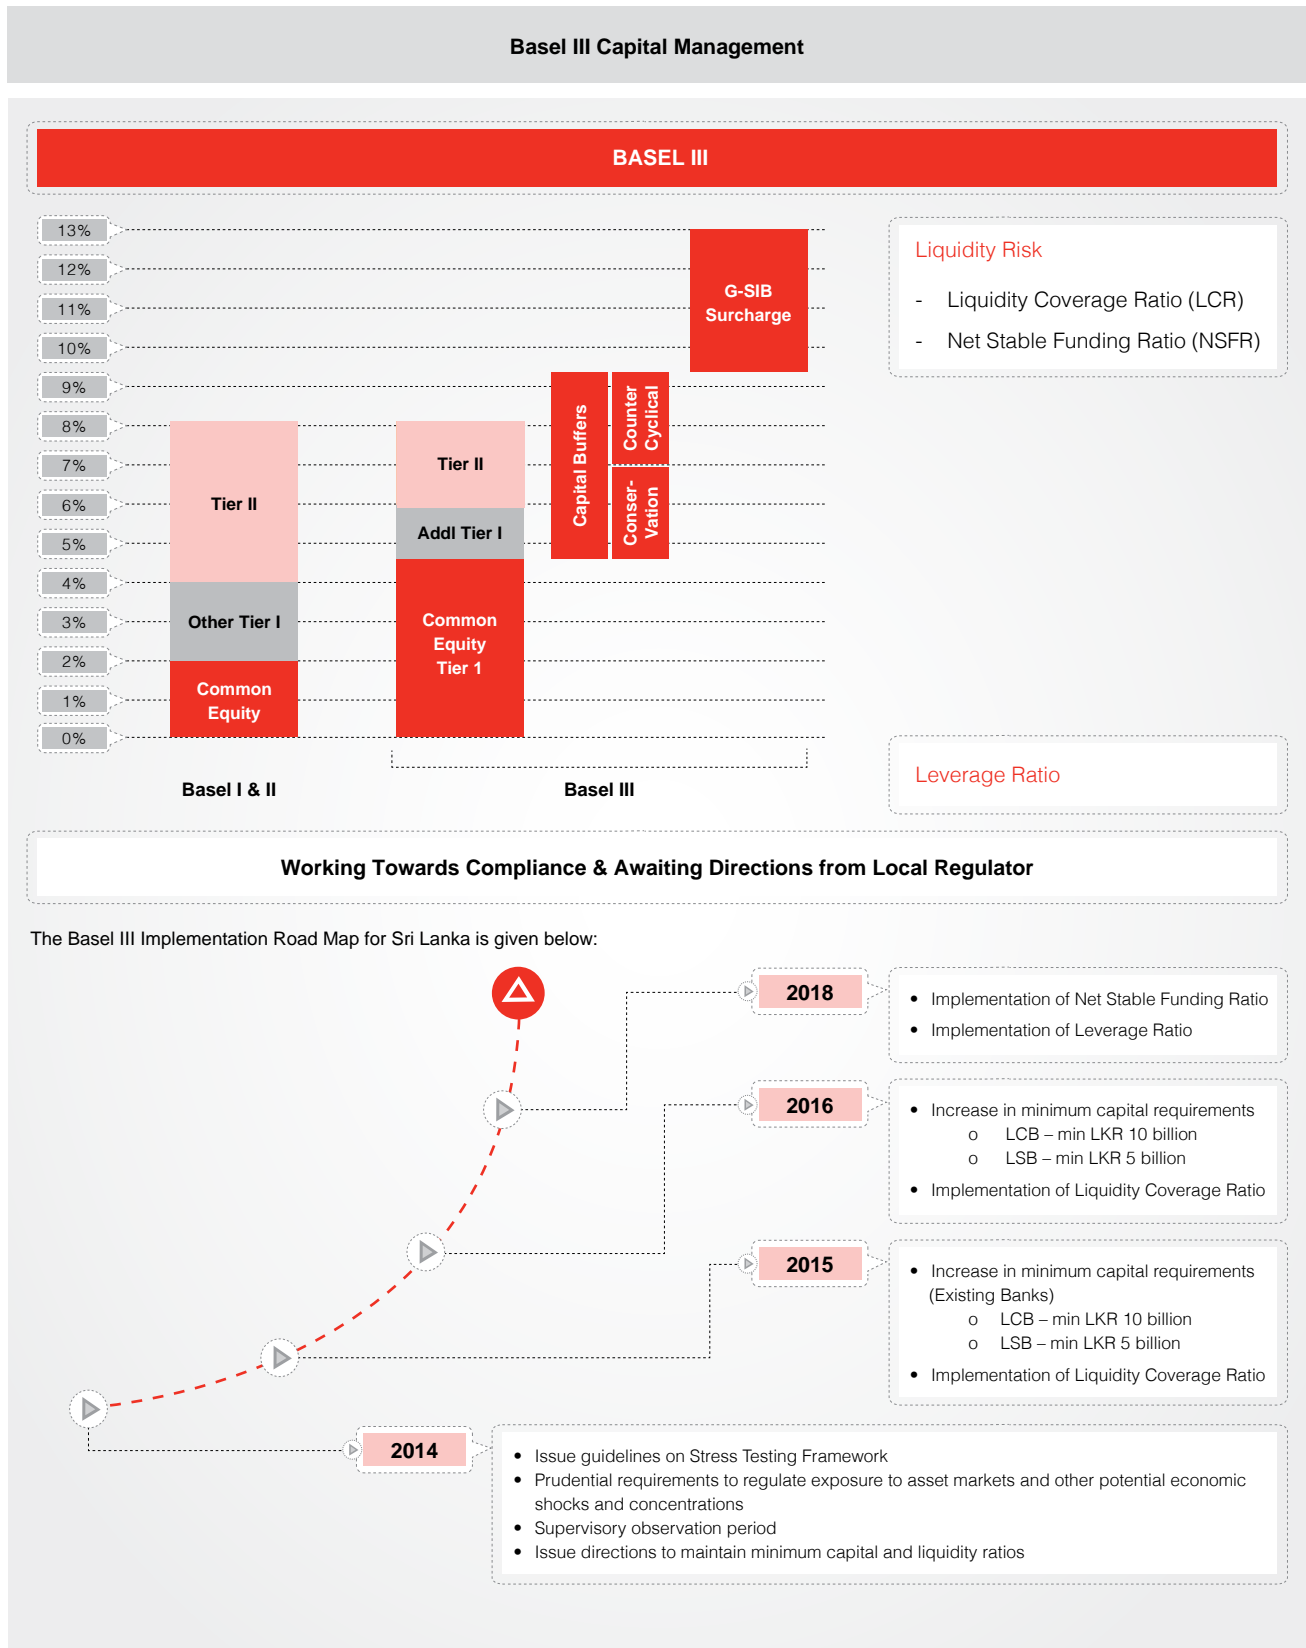 Basel III Capital Management
BASEL III
13%
12%
11%
10%
9%
8%
7%
6%
5%
4%
3%
2%
1%
0%
Tier II
Other Tier I
Common
Equity
Tier II
Addl Tier I
Common
Equity
Tier 1
Capital Buffers
Counter
Cyclical
Conser-
Vation
G-SIB
Surcharge
Basel I & II
Basel III
Liquidity Risk
- Liquidity Coverage Ratio (LCR)
- Net Stable Funding Ratio (NSFR)
Leverage Ratio
Working Towards Compliance & Awaiting Directions from Local Regulator
The Basel III Implementation Road Map for Sri Lanka is given below:
2018
• Implementation of Net Stable Funding Ratio
• Implementation of Leverage Ratio
2016
• Increase in minimum capital requirements
o LCB – min LKR 10 billion
o LSB – min LKR 5 billion
• Implementation of Liquidity Coverage Ratio
2015
• Increase in minimum capital requirements
(Existing Banks)
o LCB – min LKR 10 billion
o LSB – min LKR 5 billion
• Implementation of Liquidity Coverage Ratio
2014
• Issue guidelines on Stress Testing Framework
• Prudential requirements to regulate exposure to asset markets and other potential economic
shocks and concentrations
• Supervisory observation period
• Issue directions to maintain minimum capital and liquidity ratios